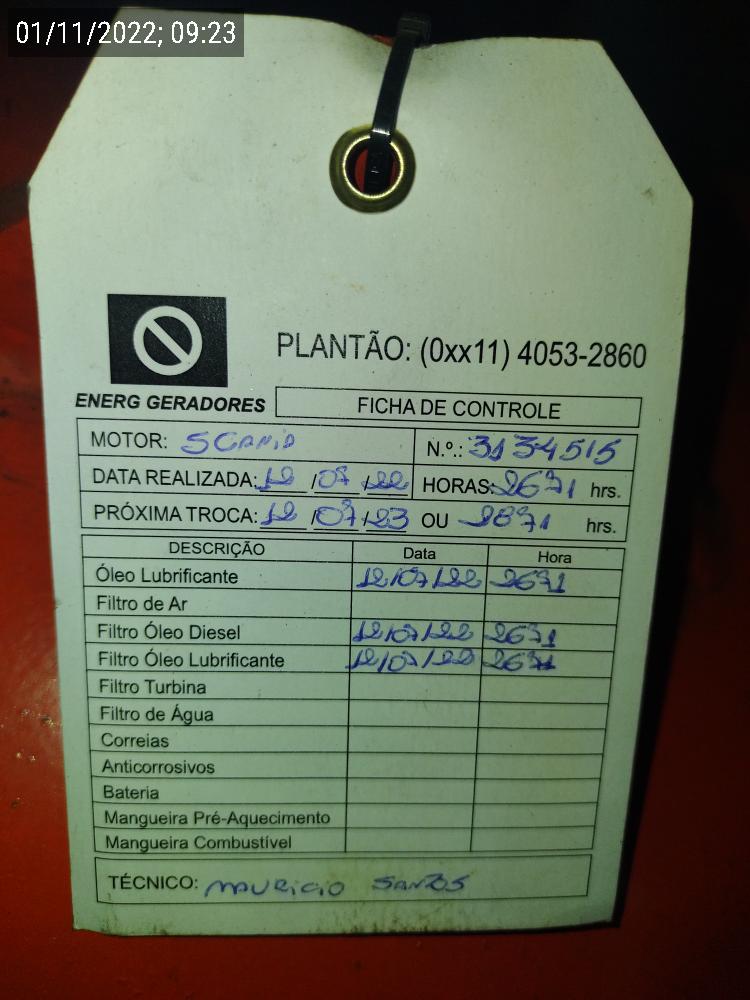 01/11/2022; 09:23
PLANTÃO: (0xx11) 4053-2860
ENERG GERADORES
FICHA DE CONTROLE
MOTOR: SCANIA N.º.: 3134515
DATA REALIZADA: 12/07/22 HORAS: 2671 hrs.
PRÓXIMA TROCA: 12/07/23 OU 2871 hrs.
DESCRIÇÃO Data Hora
Óleo Lubrificante 12/07/22 2671
Filtro de Ar
Filtro Óleo Diesel 12/07/22 2671
Filtro Óleo Lubrificante 12/07/22 2671
Filtro Turbina
Filtro de Água
Correias
Anticorrosivos
Bateria
Mangueira Pré-Aquecimento
Mangueira Combustível
TÉCNICO: MAURICIO SANTOS